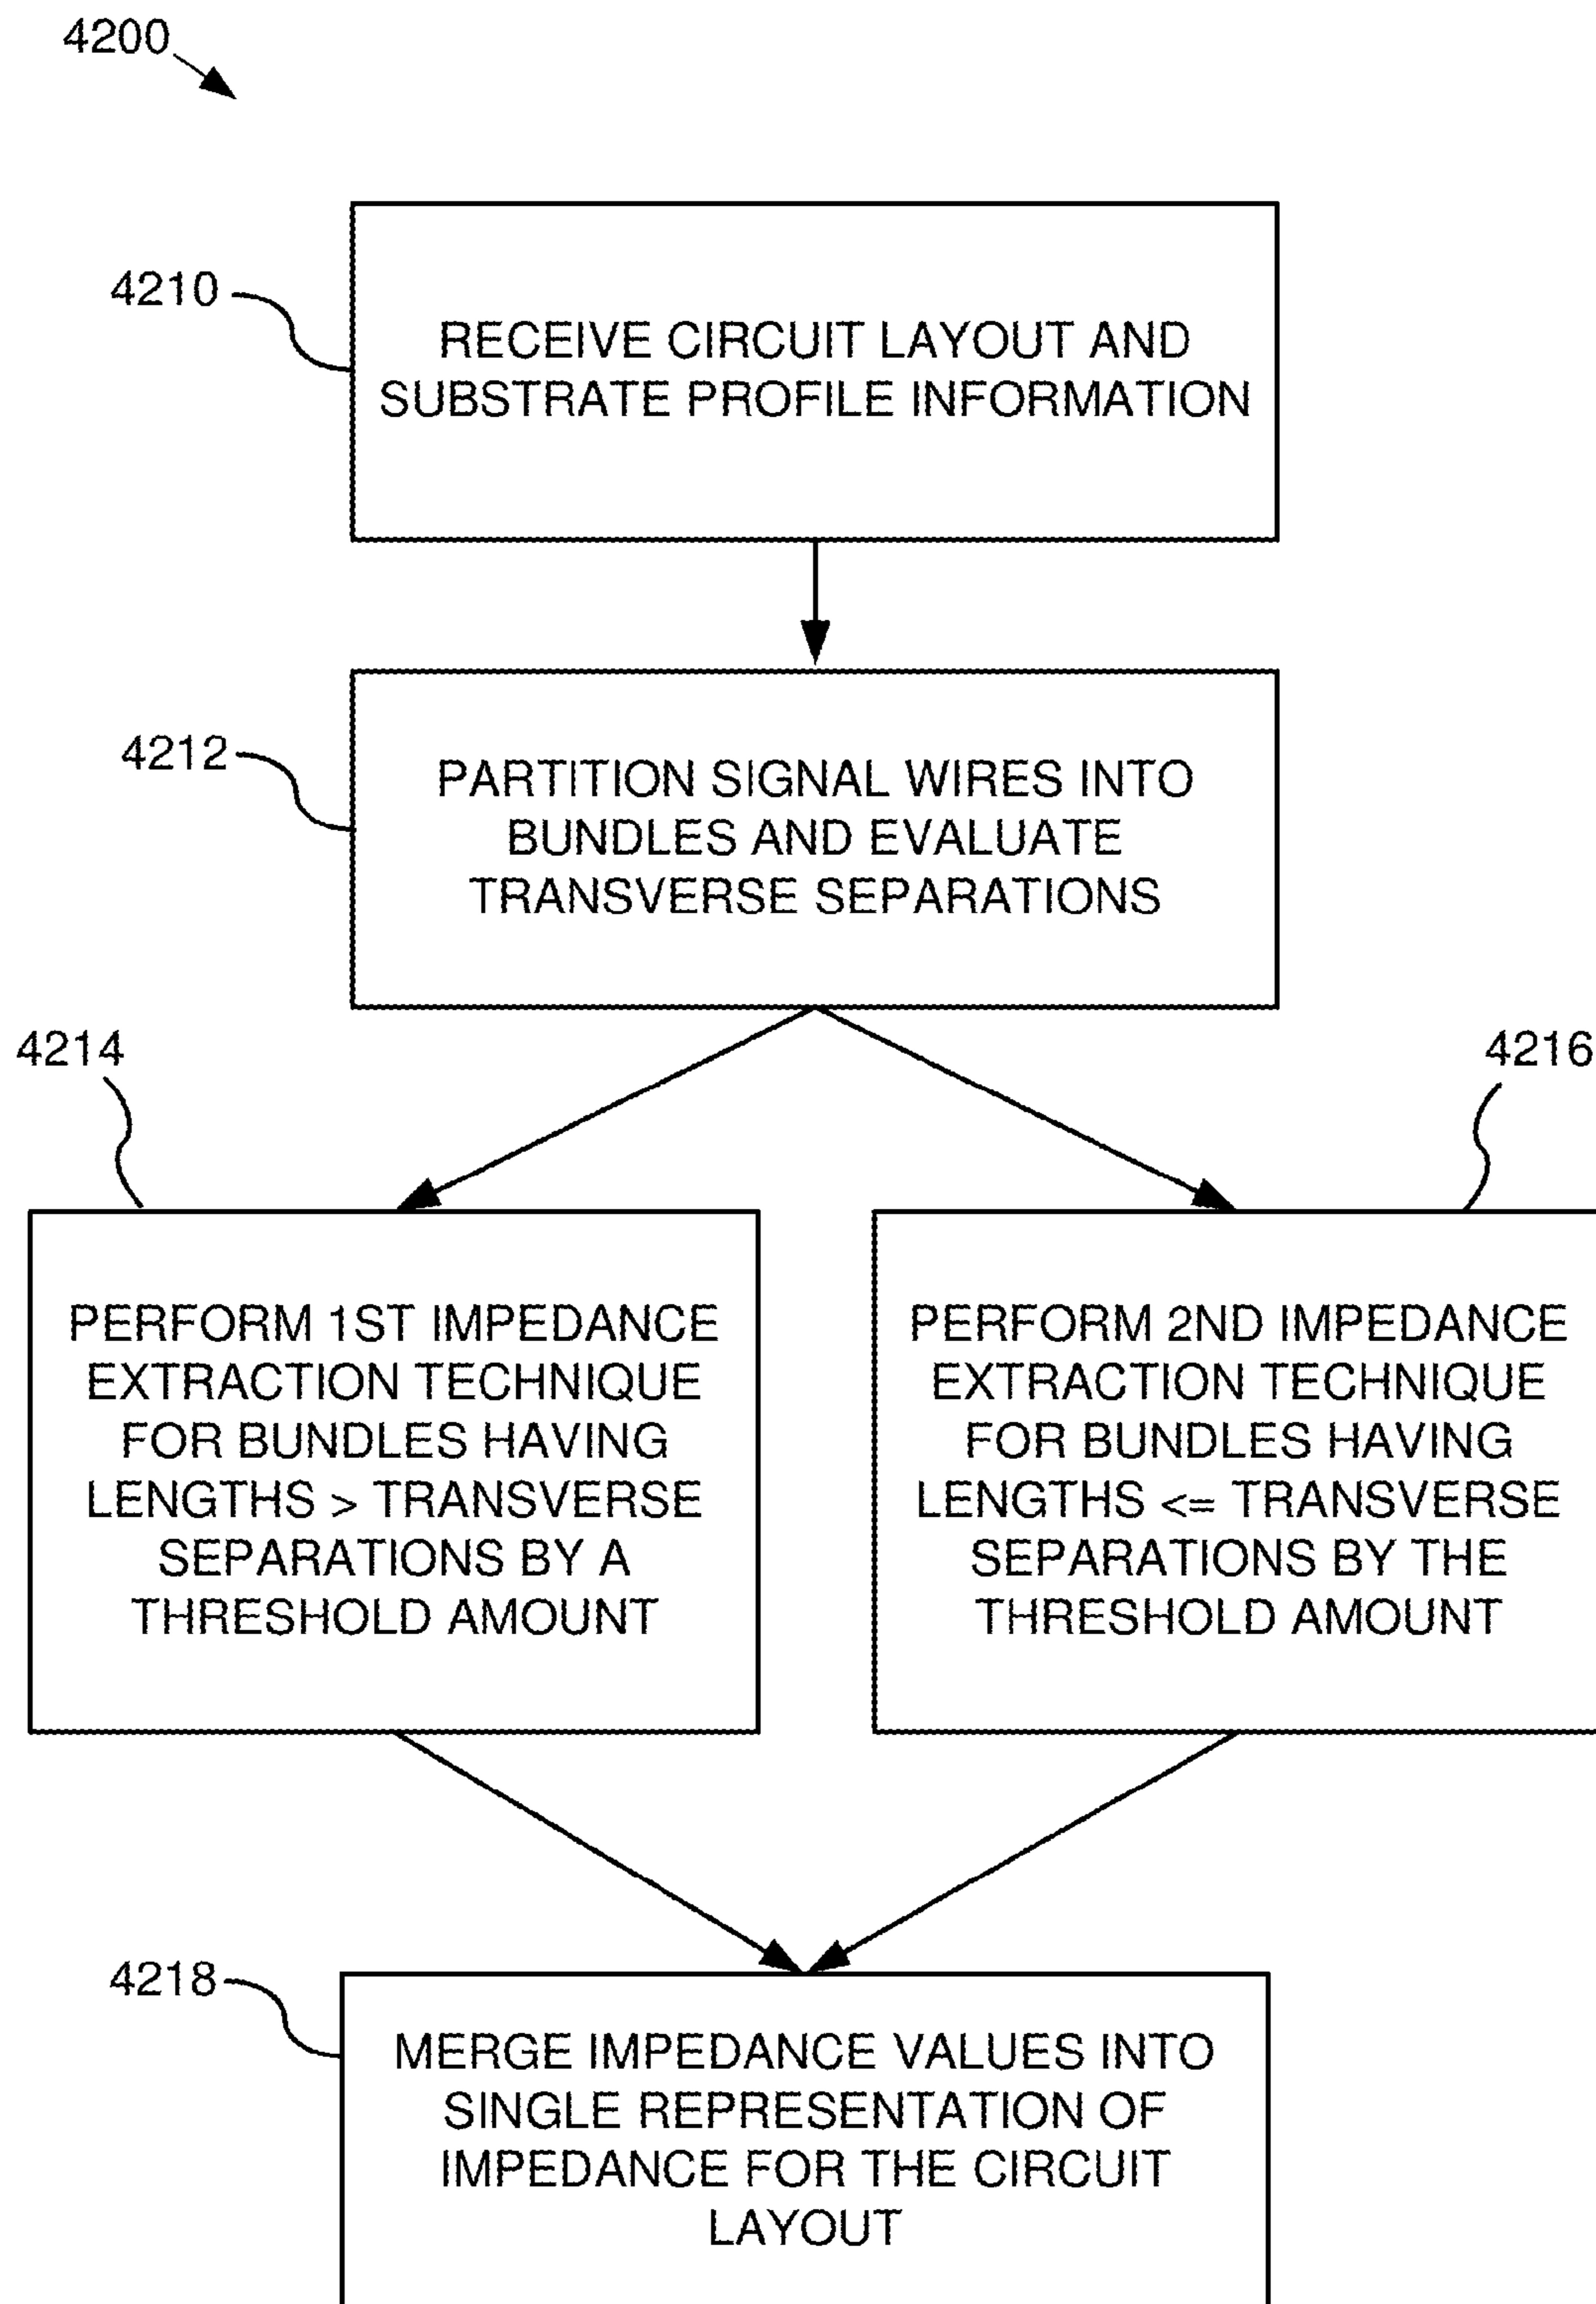 4200
4210
RECEIVE CIRCUIT LAYOUT AND
SUBSTRATE PROFILE INFORMATION
4212
PARTITION SIGNAL WIRES INTO
BUNDLES AND EVALUATE
TRANSVERSE SEPARATIONS
4214
PERFORM 1ST IMPEDANCE
EXTRACTION TECHNIQUE
FOR BUNDLES HAVING
LENGTHS > TRANSVERSE
SEPARATIONS BY A
THRESHOLD AMOUNT
4216
PERFORM 2ND IMPEDANCE
EXTRACTION TECHNIQUE
FOR BUNDLES HAVING
LENGTHS <= TRANSVERSE
SEPARATIONS BY THE
THRESHOLD AMOUNT
4218
MERGE IMPEDANCE VALUES INTO
SINGLE REPRESENTATION OF
IMPEDANCE FOR THE CIRCUIT
LAYOUT